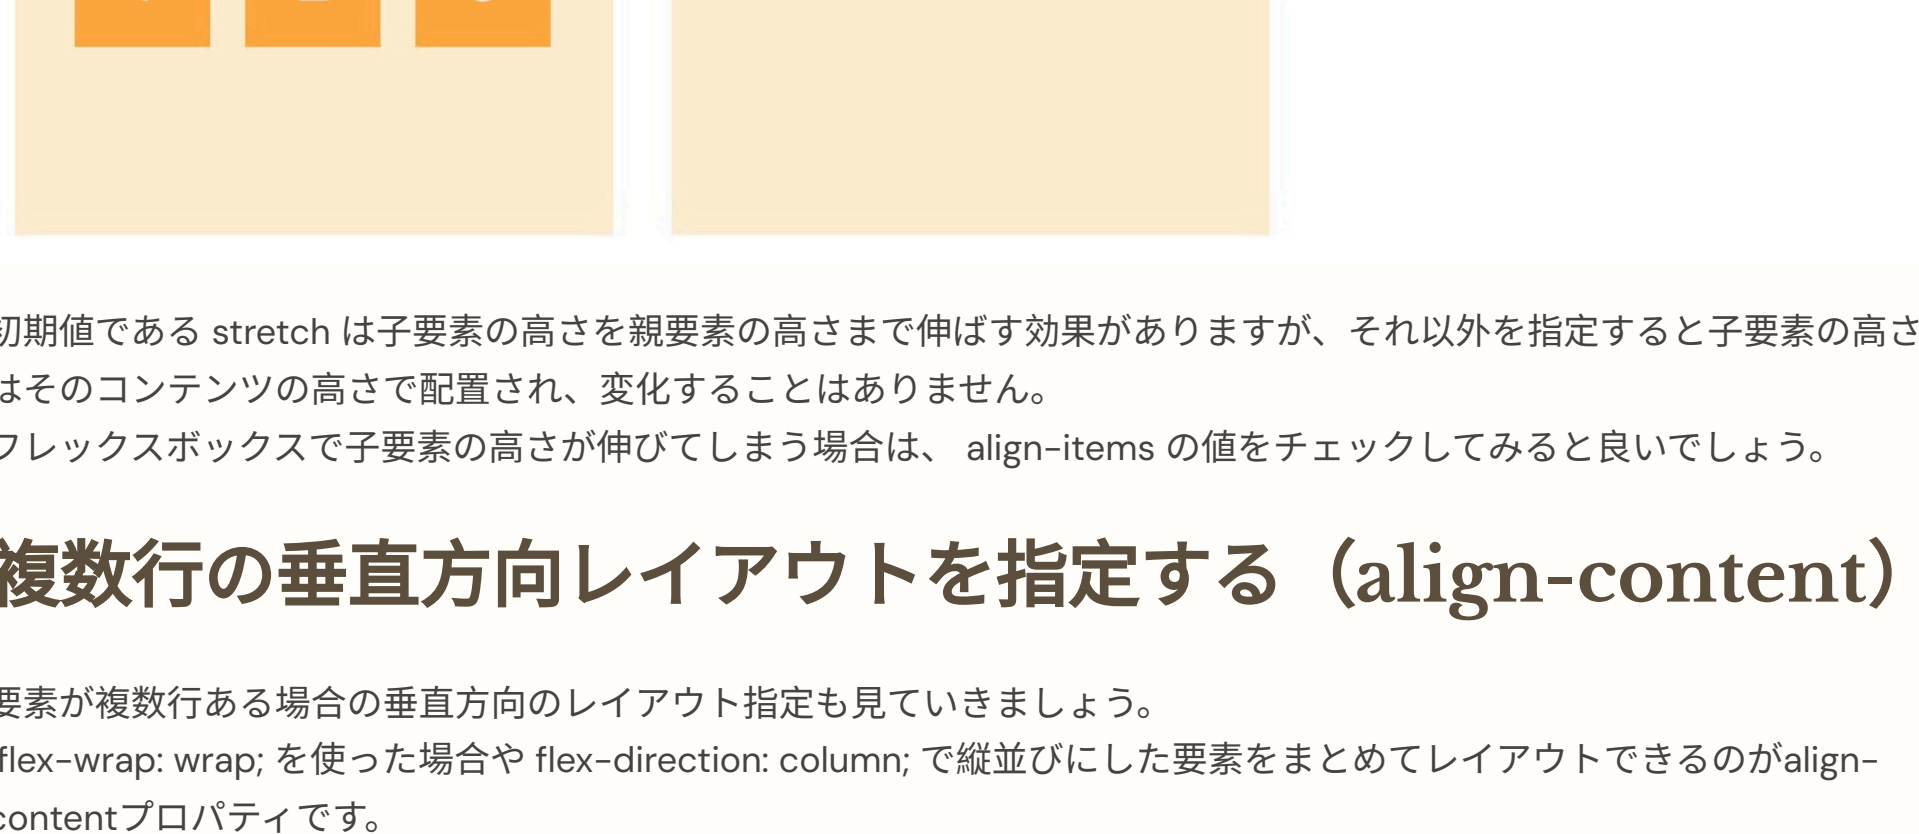 初期値である stretch は子要素の高さを親要素の高さまで伸ばす効果がありますが、それ以外を指定すると子要素の高さ
はそのコンテンツの高さで配置され、変化することはありません。
フレックスボックスで子要素の高さが伸びてしまう場合は、 align-items の値をチェックしてみると良いでしょう。
複数行の垂直方向レイアウトを指定する（align-content）
要素が複数行ある場合の垂直方向のレイアウト指定も見ていきましょう。
flex-wrap: wrap; を使った場合や flex-direction: column; で縦並びにした要素をまとめてレイアウトできるのがalign-
contentプロパティです。